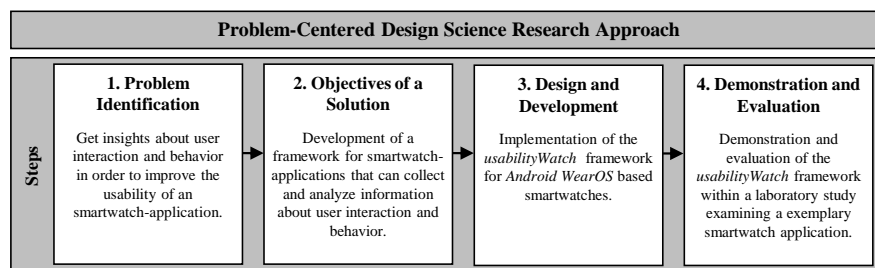 Problem-Centered Design Science Research Approach
Steps
1. Problem
Identification
Get insights about user
interaction and behavior
in order to improve the
usability of an
smartwatch-application.
2. Objectives of a
Solution
Development of a
framework for smartwatch-
applications that can collect
and analyze information
about user interaction and
behavior.
3. Design and
Development
Implementation of the
usabilityWatch framework
for Android WearOS based
smartwatches.
4. Demonstration and
Evaluation
Demonstration and
evaluation of the
usabilityWatch framework
within a laboratory study
examining a exemplary
smartwatch application.